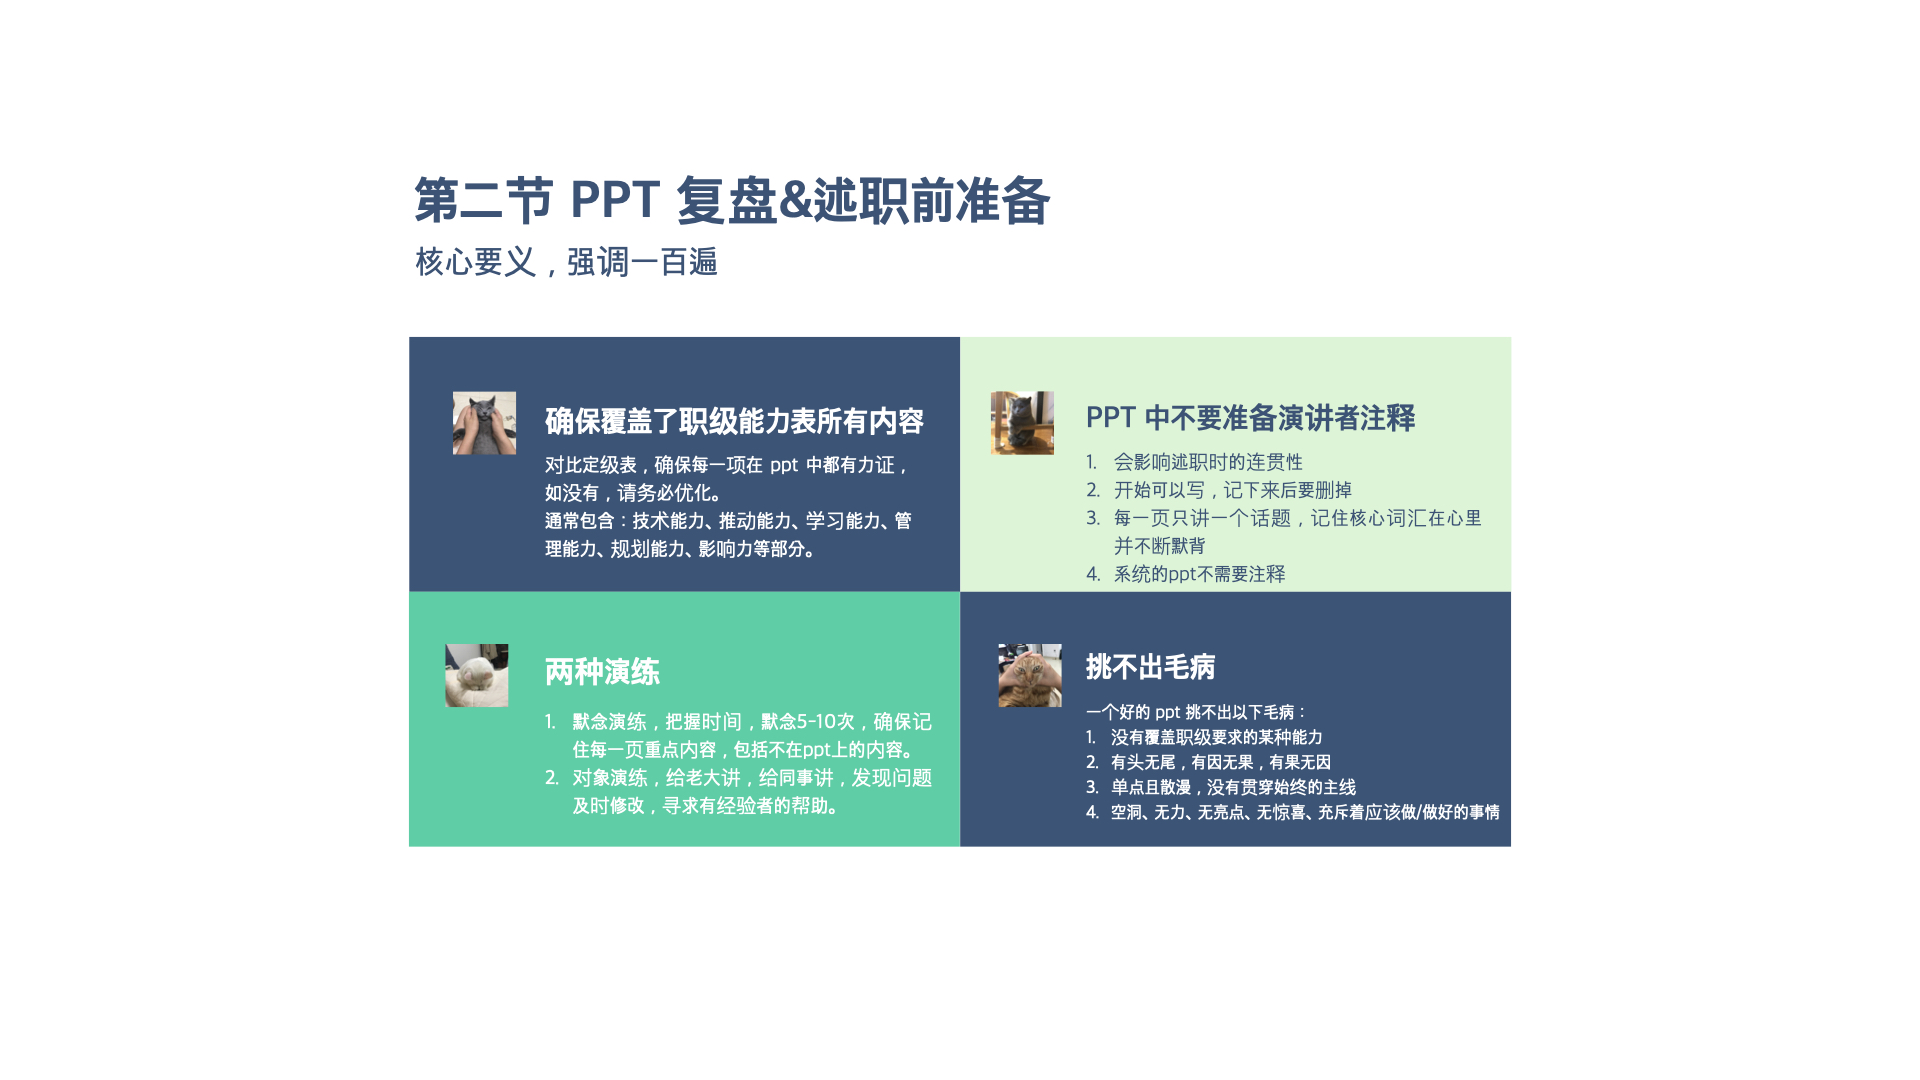 第二节 PPT 复盘&述职前准备
核心要义，强调一百遍
确保覆盖了职级能力表所有内容
对比定级表，确保每一项在 ppt 中都有力证，
如没有，请务必优化。
通常包含：技术能力、推动能力、学习能力、管
理能力、规划能力、影响力等部分。
PPT 中不要准备演讲者注释
1. 会影响述职时的连贯性
2. 开始可以写，记下来后要删掉
3. 每一页只讲一个话题，记住核心词汇在心里
并不断默背
4. 系统的ppt不需要注释
两种演练
1. 默念演练，把握时间，默念5-10次，确保记
住每一页重点内容，包括不在ppt上的内容。
2. 对象演练，给老大讲，给同事讲，发现问题
及时修改，寻求有经验者的帮助。
挑不出毛病
一个好的 ppt 挑不出以下毛病：
1. 没有覆盖职级要求的某种能力
2. 有头无尾，有因无果，有果无因
3. 单点且散漫，没有贯穿始终的主线
4. 空洞、无力、无亮点、无惊喜、充斥着应该做/做好的事情